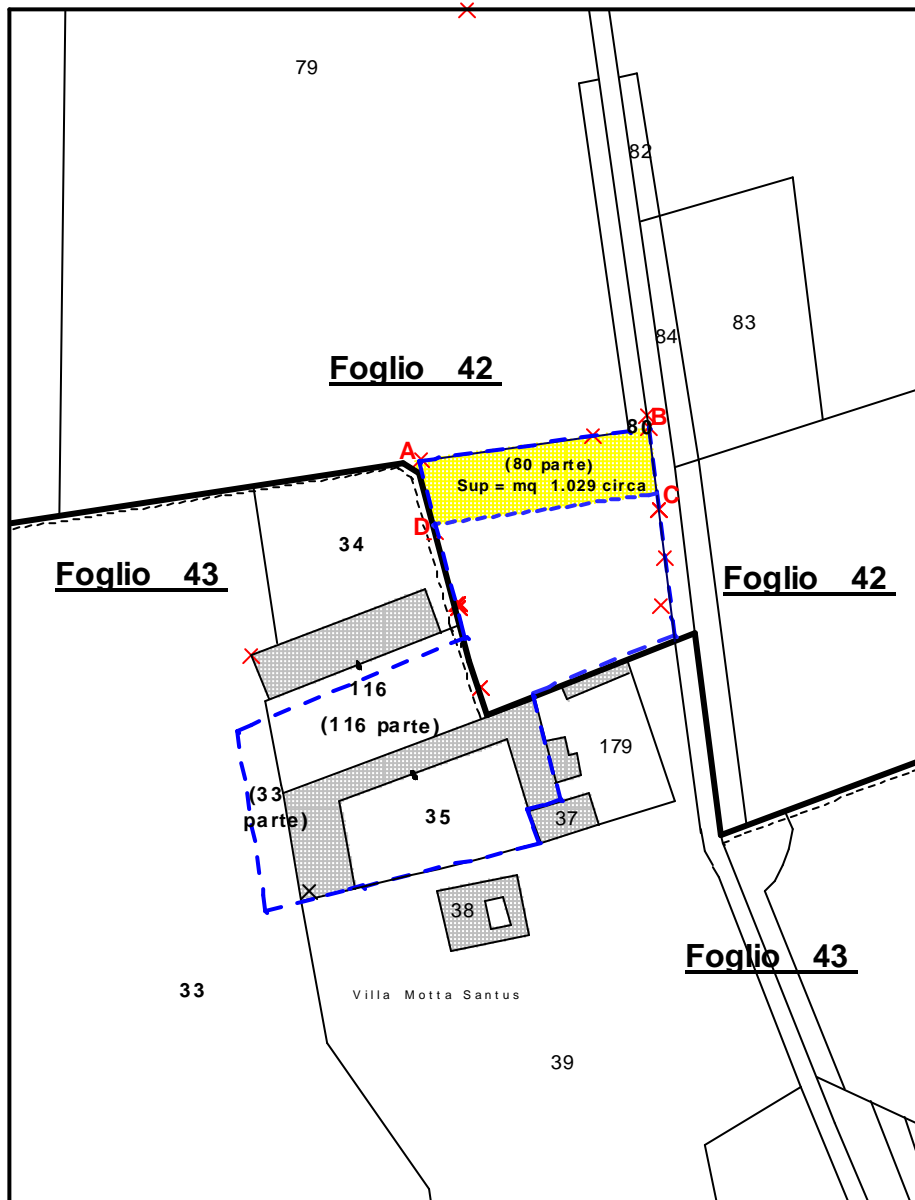 79
82
83
84
Foglio 42
B
80
A
(80 parte)
Sup = mq 1.029 circa
C
D
34
Foglio 43
Foglio 42
116
(116 parte)
179
(33
parte)
35
37
38
Foglio 43
33
Villa Motta Santus
39